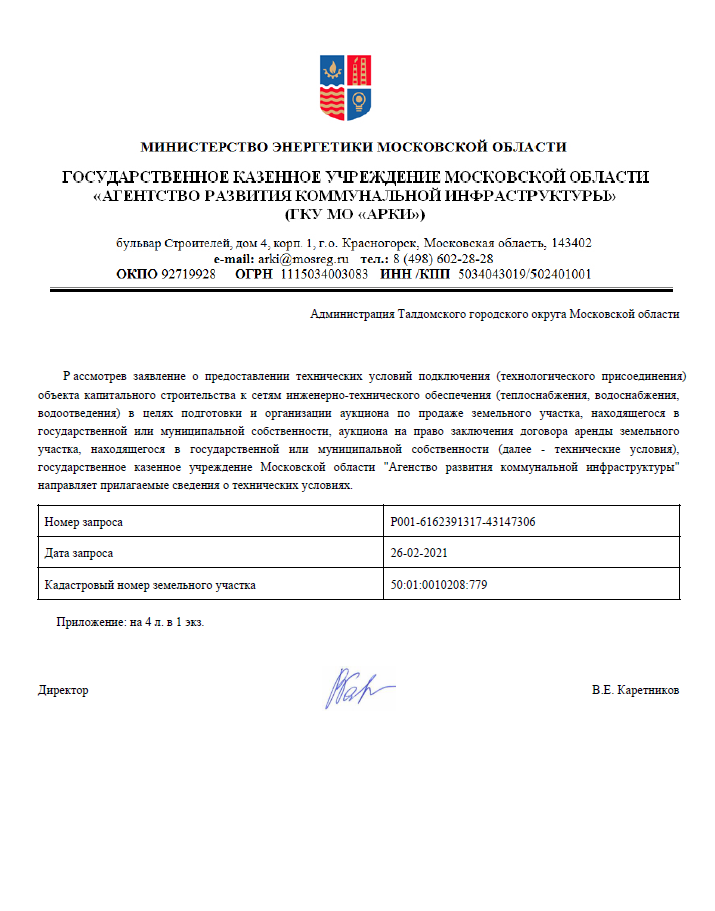 МИНИСТЕРСТВО ЭНЕРГЕТИКИ МОСКОВСКОЙ ОБЛАСТИ
ГОСУДАРСТВЕННОЕ КАЗЕННОЕ УЧРЕЖДЕНИЕ МОСКОВСКОЙ ОБЛАСТИ
«АГЕНТСТВО РАЗВИТИЯ КОММУНАЛЬНОЙ ИНФРАСТРУКТУРЫ»
(ГКУ МО «АРКИ»)
бульвар Строителей, дом 4, корп. 1, г.о. Красногорск, Московская область, 143402
e-mail: arki@mosreg.ru тел.: 8 (498) 602-28-28
ОКПО 92719928 ОГРН 1115034003083 ИНН /КПП 5034043019/502401001
Администрация Талдомского городского округа Московской области
Рассмотрев заявление о предоставлении технических условий подключения (технологического присоединения)
объекта капитального строительства к сетям инженерно-технического обеспечения (теплоснабжения, водоснабжения,
водоотведения) в целях подготовки и организации аукциона по продаже земельного участка, находящегося в
государственной или муниципальной собственности, аукциона на право заключения договора аренды земельного
участка, находящегося в государственной или муниципальной собственности (далее - технические условия),
государственное казенное учреждение Московской области "Агенство развития коммунальной инфраструктуры"
направляет прилагаемые сведения о технических условиях.
Номер запроса P001-6162391317-43147306
Дата запроса 26-02-2021
Кадастровый номер земельного участка 50:01:0010208:779
Приложение: на 4 л. в 1 экз.
Директор В.Е. Каретников